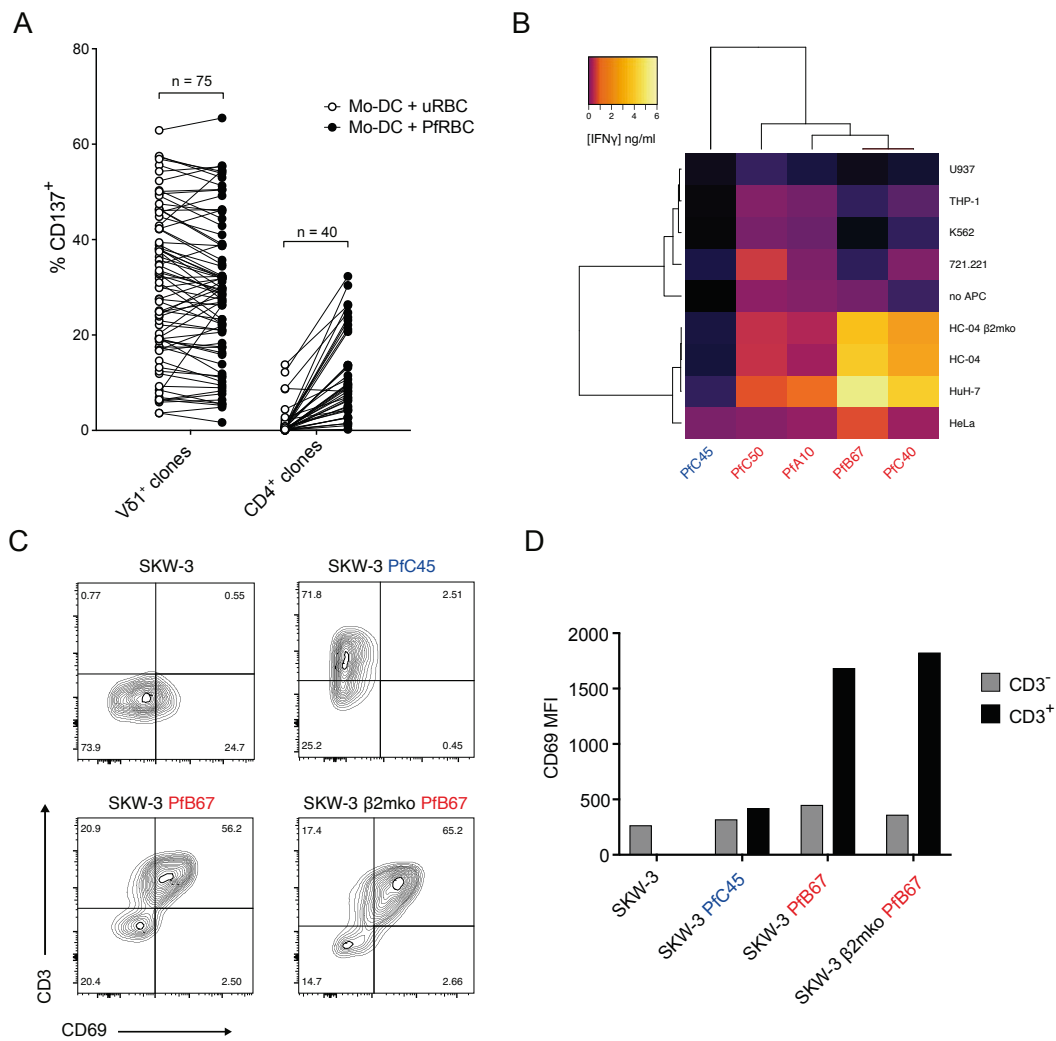 A
80
60
40
20
0
% CD137+
n = 75
n = 40
Mo-DC + uRBC
Mo-DC + PfRBC
Vδ1+ clones
CD4+ clones
B
0 2 4 6
[IFNγ] ng/ml
U937
THP-1
K562
721.221
no APC
HC-04 β2mko
HC-04
HuH-7
HeLa
PfC45
PfC50
PfA10
PfB67
PfC40
C
SKW-3
0.77 0.55
73.9 24.7
SKW-3 PfC45
71.8 2.51
25.2 0.45
SKW-3 PfB67
20.9 56.2
20.4 2.50
SKW-3 β2mko PfB67
17.4 65.2
14.7 2.66
CD3
CD69
D
2000
1500
1000
500
0
CD69 MFI
CD3-
CD3+
SKW-3
SKW-3 PfC45
SKW-3 PfB67
SKW-3 β2mko PfB67